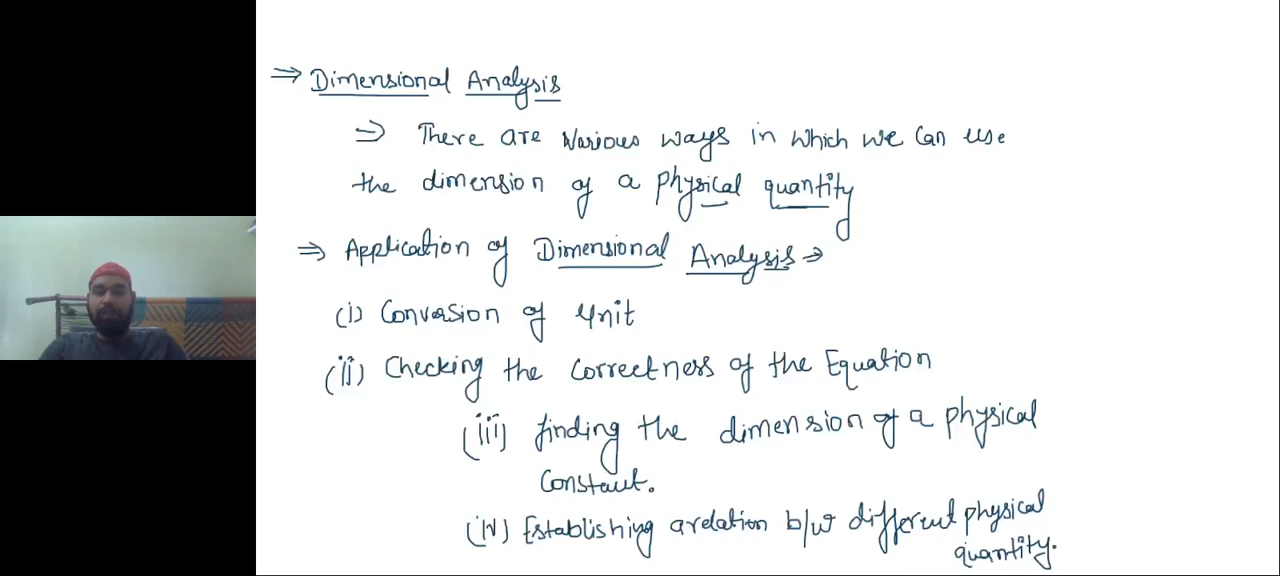 ⇒ Dimensional Analysis
⇒ There are Various ways in which we can use
the dimension of a physical quantity
⇒ Application of Dimensional Analysis →
(i) Convasion of Unit
(ii) Checking the correctness of the Equation
(iii) finding the dimension of a physical
Constant.
(iv) Establishing a relation b/w different physical
quantity.